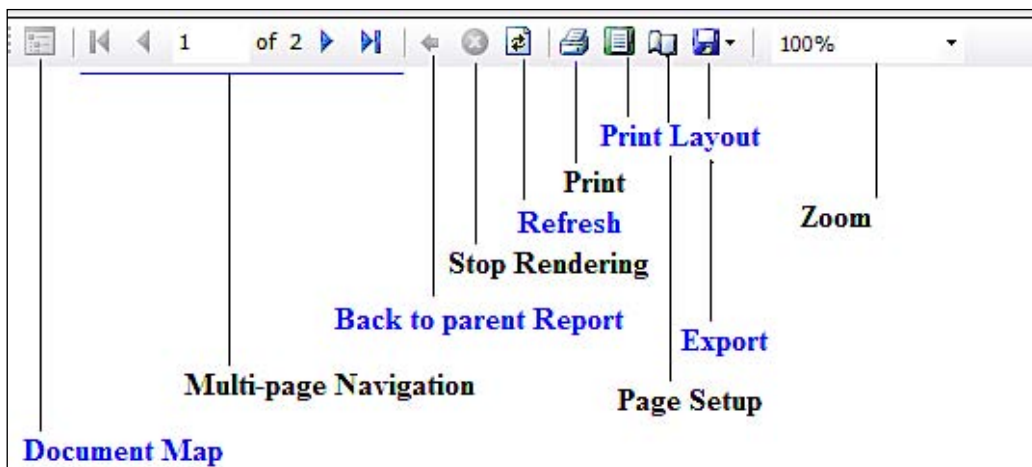 1 of 2 100%
Print Layout
Print
Zoom
Refresh
Stop Rendering
Back to parent Report
Export
Multi-page Navigation
Page Setup
Document Map